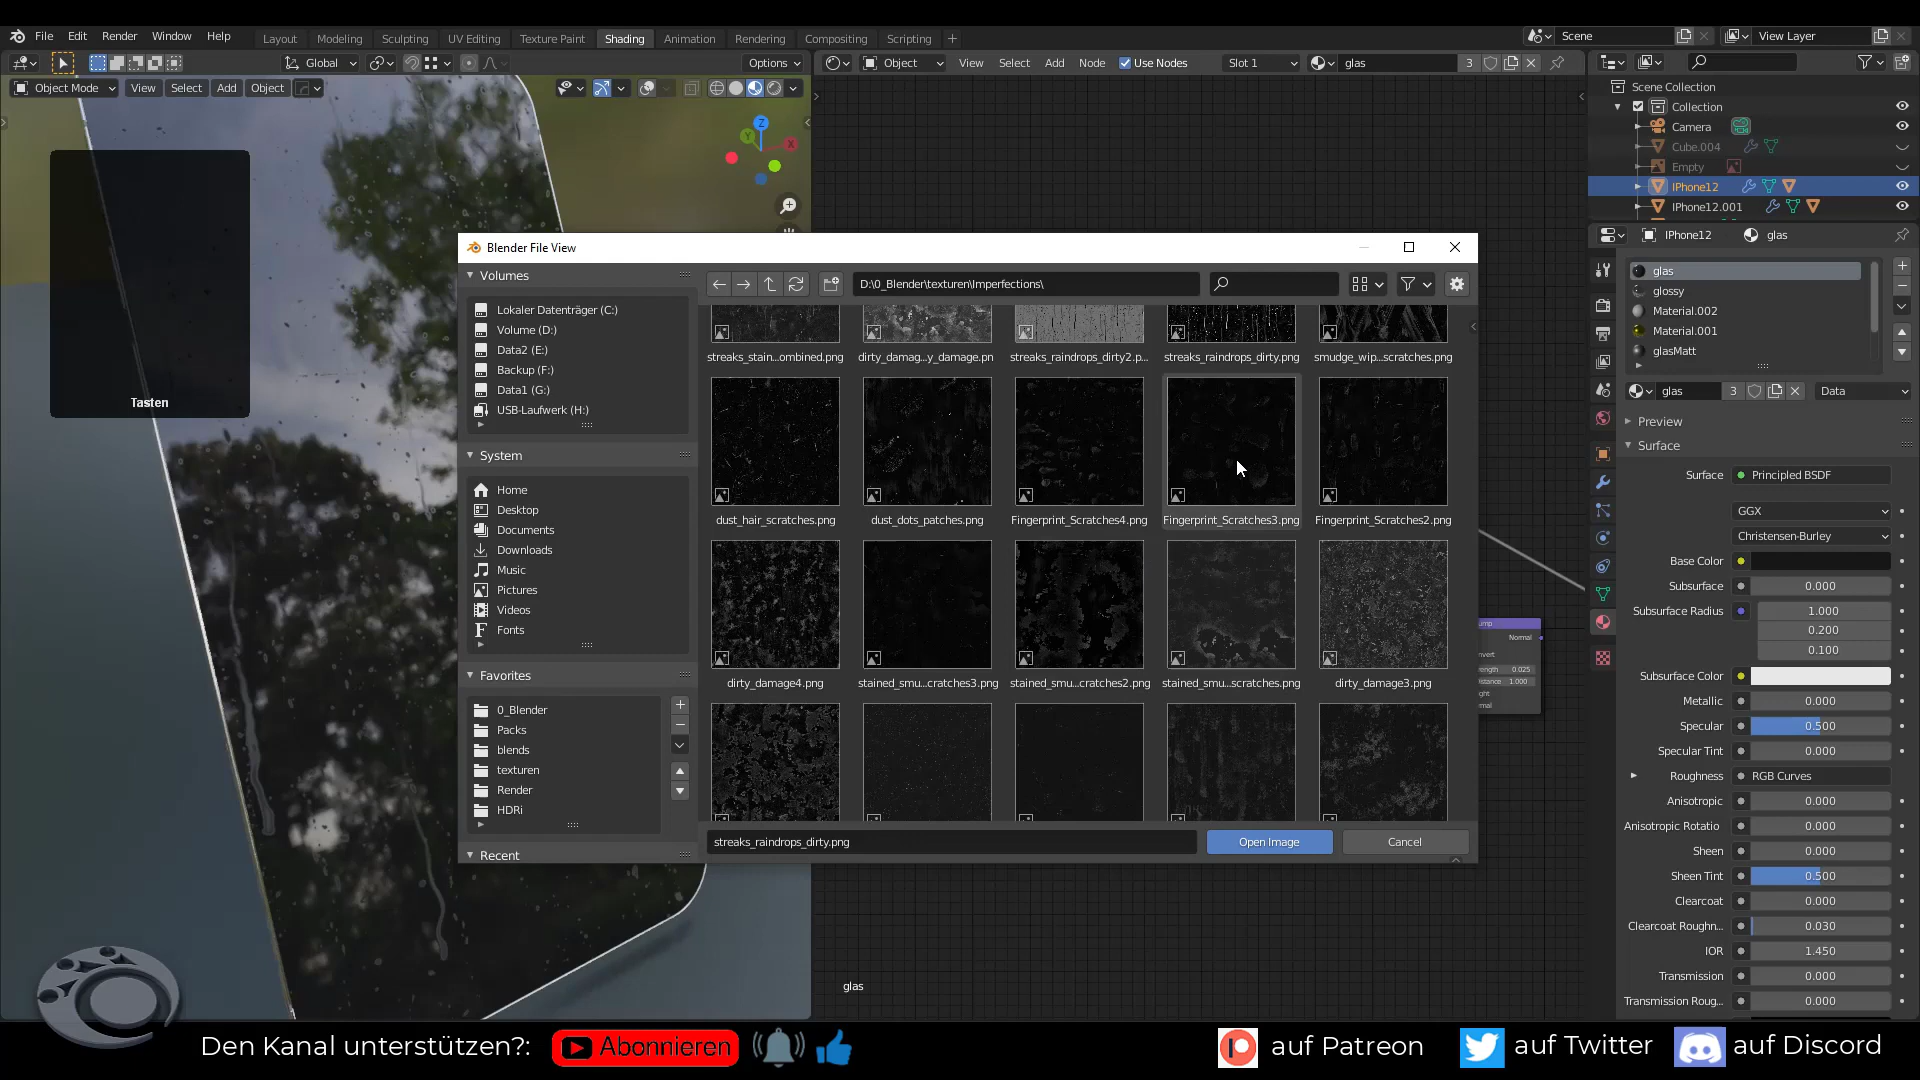 File Edit Render Window Help
Layout Modeling Sculpting UV Editing Texture Paint Shading Animation Rendering Compositing Scripting +
Scene
View Layer
Global
Options
Object
View Select Add Node Use Nodes
Slot 1
glas 3
Object Mode View Select Add Object
Z
Y
X
Tasten
Scene Collection
Collection
Camera
Cube.004
Empty
IPhone12
IPhone12.001
IPhone12 glas
glas
glossy
Material.002
Material.001
glasMatt
glas 3 Data
Preview
Surface
Surface Principled BSDF
GGX
Christensen-Burley
Base Color
Subsurface 0.000
Subsurface Radius 1.000
0.200
0.100
Subsurface Color
Metallic 0.000
Specular 0.500
Specular Tint 0.000
Roughness RGB Curves
Anisotropic 0.000
Anisotropic Rotatio 0.000
Sheen 0.000
Sheen Tint 0.500
Clearcoat 0.000
Clearcoat Roughn... 0.030
IOR 1.450
Transmission 0.000
Transmission Roug... 0.000
Blender File View
Volumes
Lokaler Datenträger (C:)
Volume (D:)
Data2 (E:)
Backup (F:)
Data1 (G:)
USB-Laufwerk (H:)
System
Home
Desktop
Documents
Downloads
Music
Pictures
Videos
Fonts
Favorites
0_Blender
Packs
blends
texturen
Render
HDRi
Recent
D:\0_Blender\texturen\Imperfections\
streaks_stain...ombined.png dirty_damag...y_damage.pn streaks_raindrops_dirty2.p... streaks_raindrops_dirty.png smudge_wip...scratches.png
dust_hair_scratches.png dust_dots_patches.png Fingerprint_Scratches4.png Fingerprint_Scratches3.png Fingerprint_Scratches2.png
dirty_damage4.png stained_smu...cratches3.png stained_smu...cratches2.png stained_smu...scratches.png dirty_damage3.png
streaks_raindrops_dirty.png
Open Image
Cancel
Normal
0.025
1.000
glas
Den Kanal unterstützen?: Abonnieren auf Patreon auf Twitter auf Discord